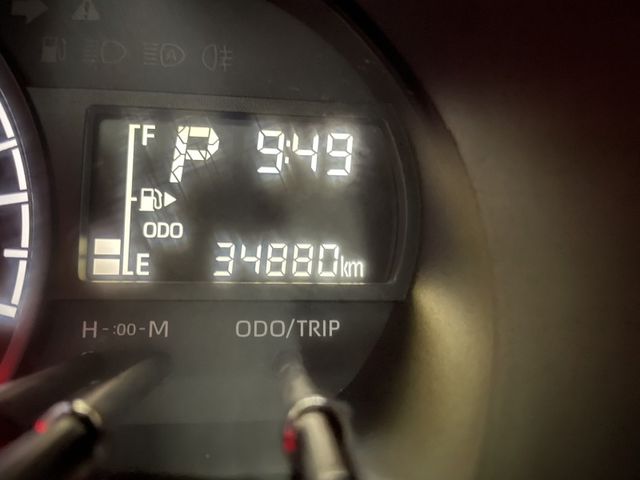 F
P 9:49
ODO
E 34880km
H-:00-M ODO/TRIP